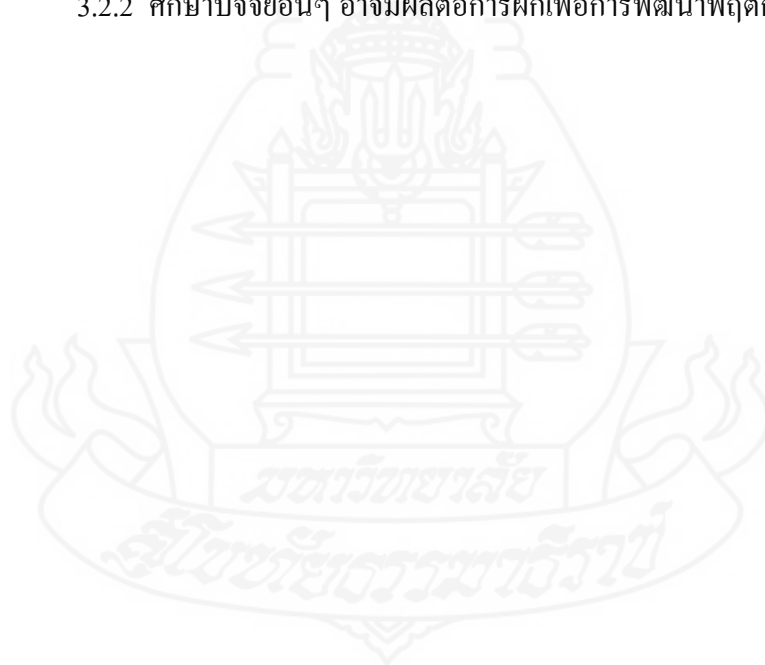 3.2.2 ศึกษาปัจจัยอื่นๆ อาจมีผลต่อการฝึกเพื่อการพัฒนาพฤติ
มหาวิทยาลัย
สุโขทัยธรรมาธิราช